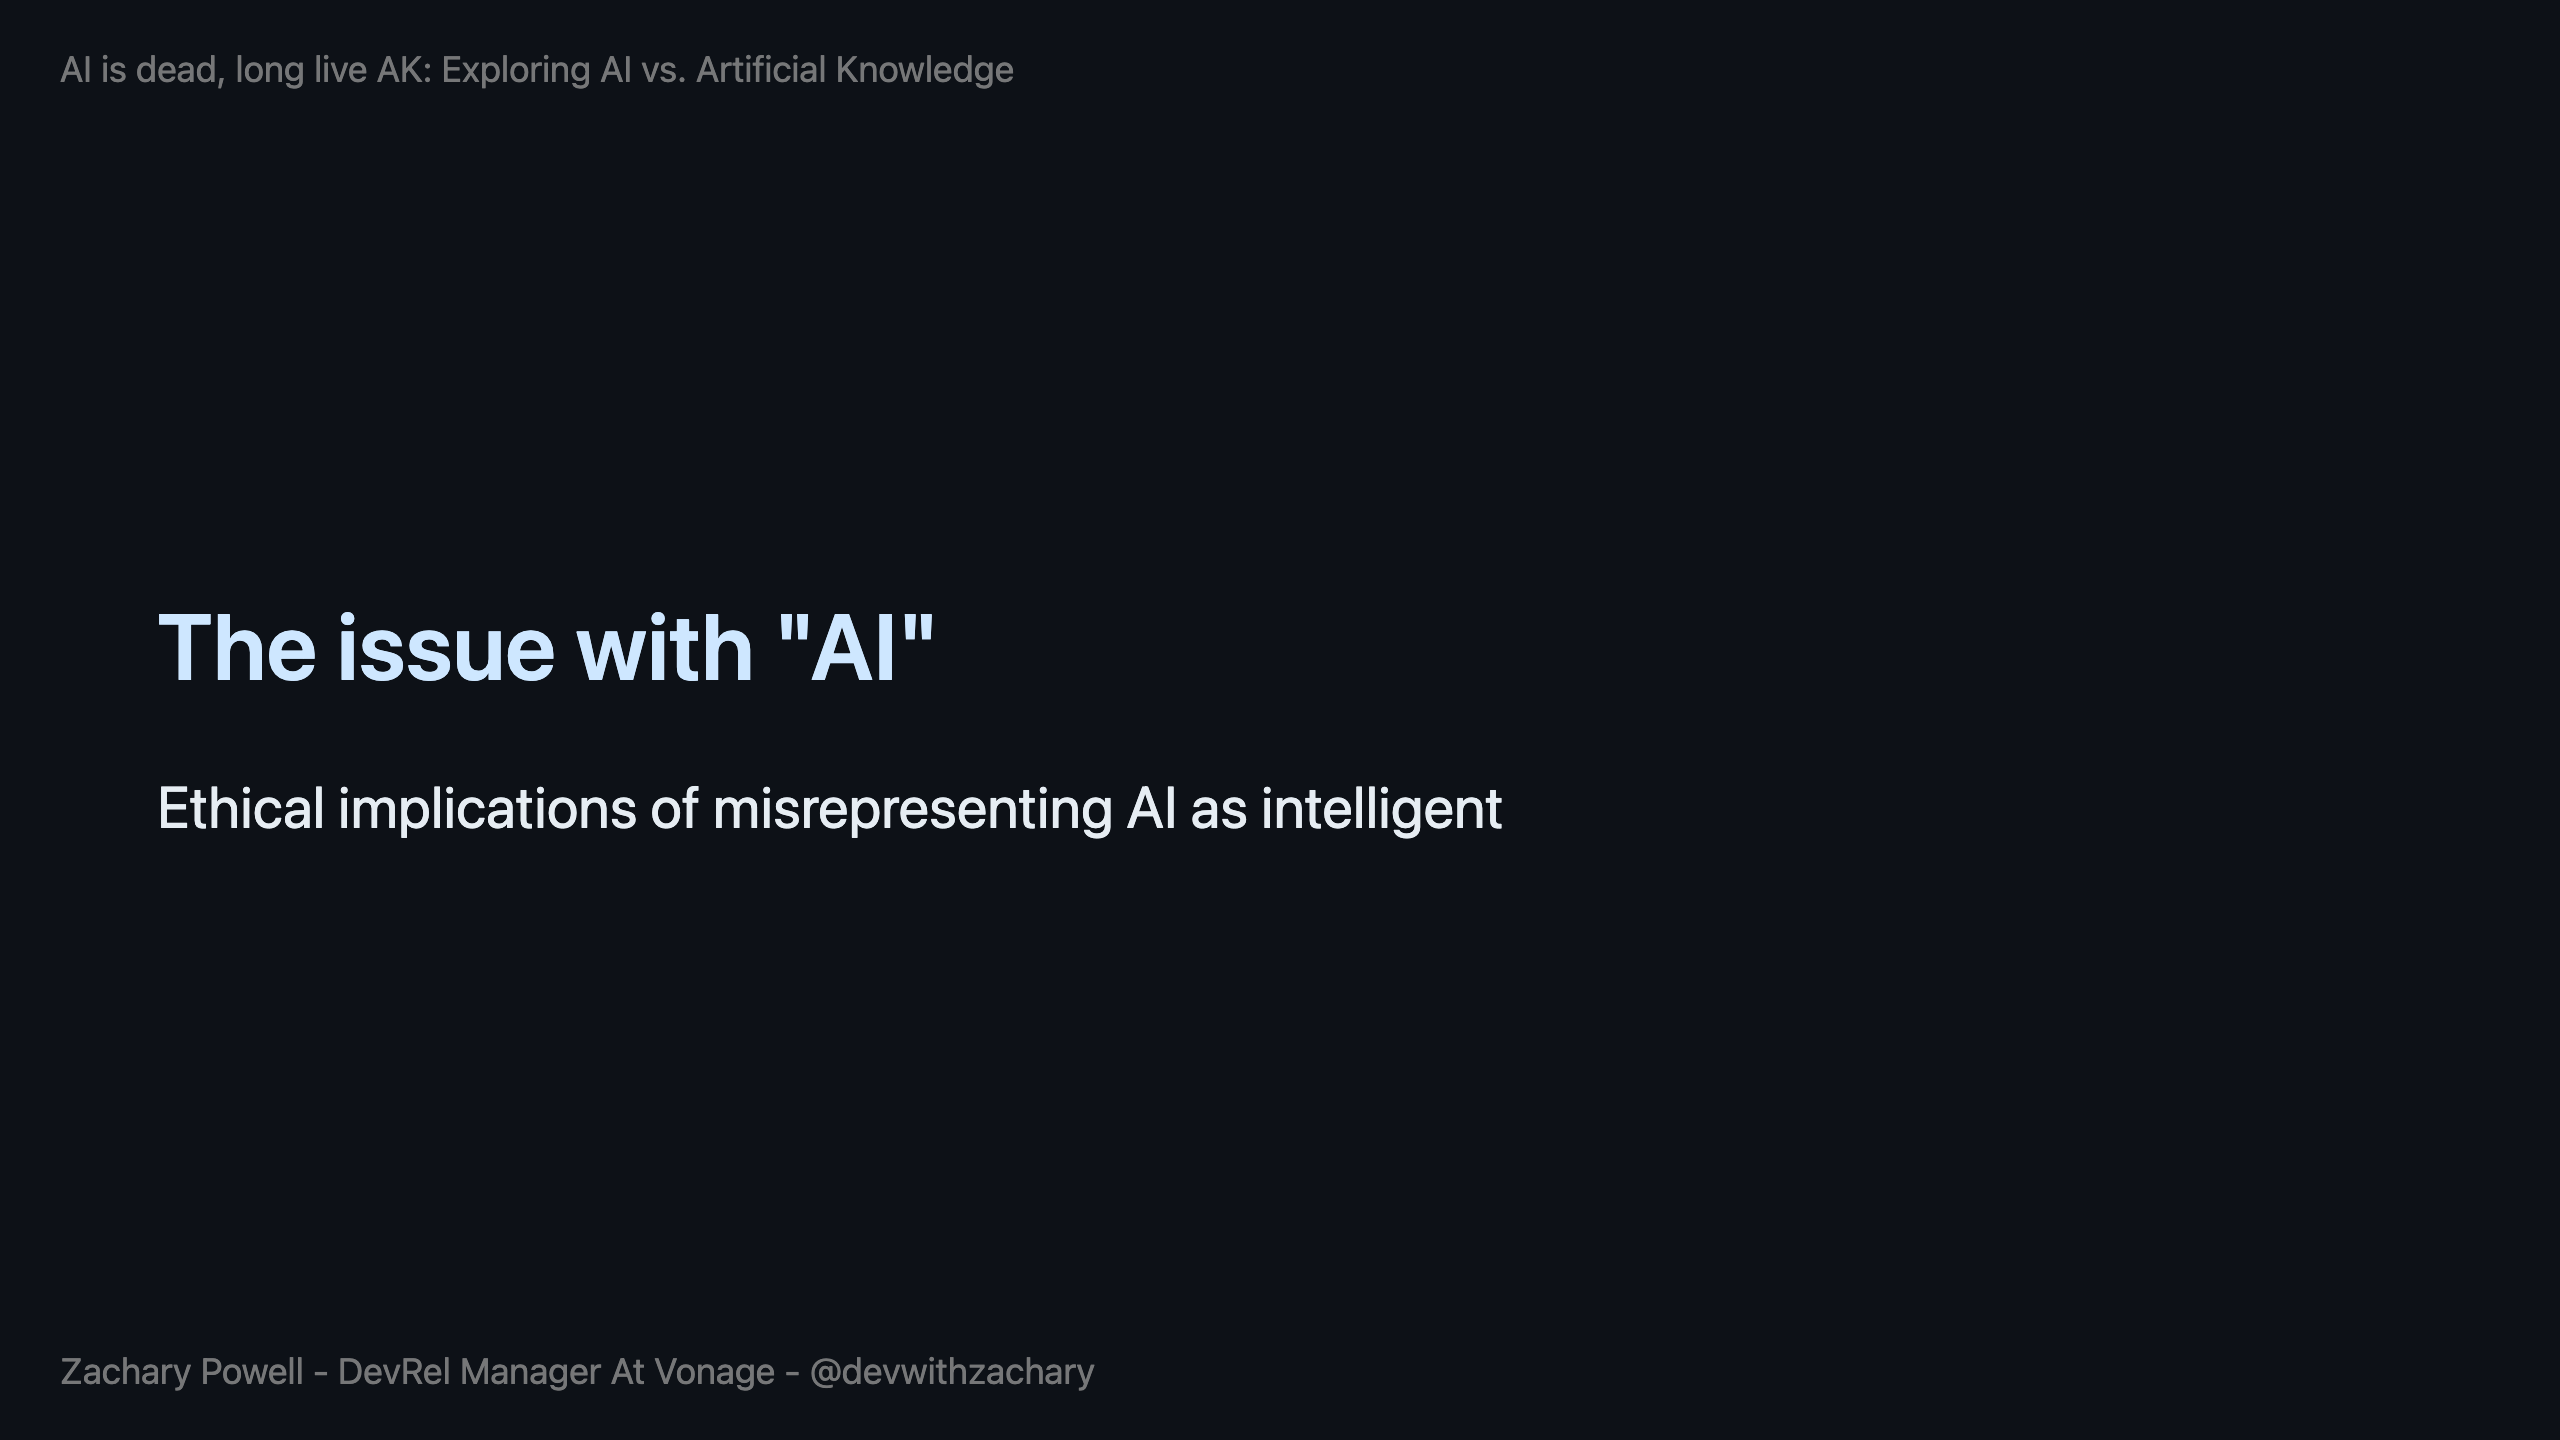 AI is dead, long live AK: Exploring AI vs. Artificial Knowledge
The issue with "AI"
Ethical implications of misrepresenting AI as intelligent
Zachary Powell - DevRel Manager At Vonage - @devwithzachary